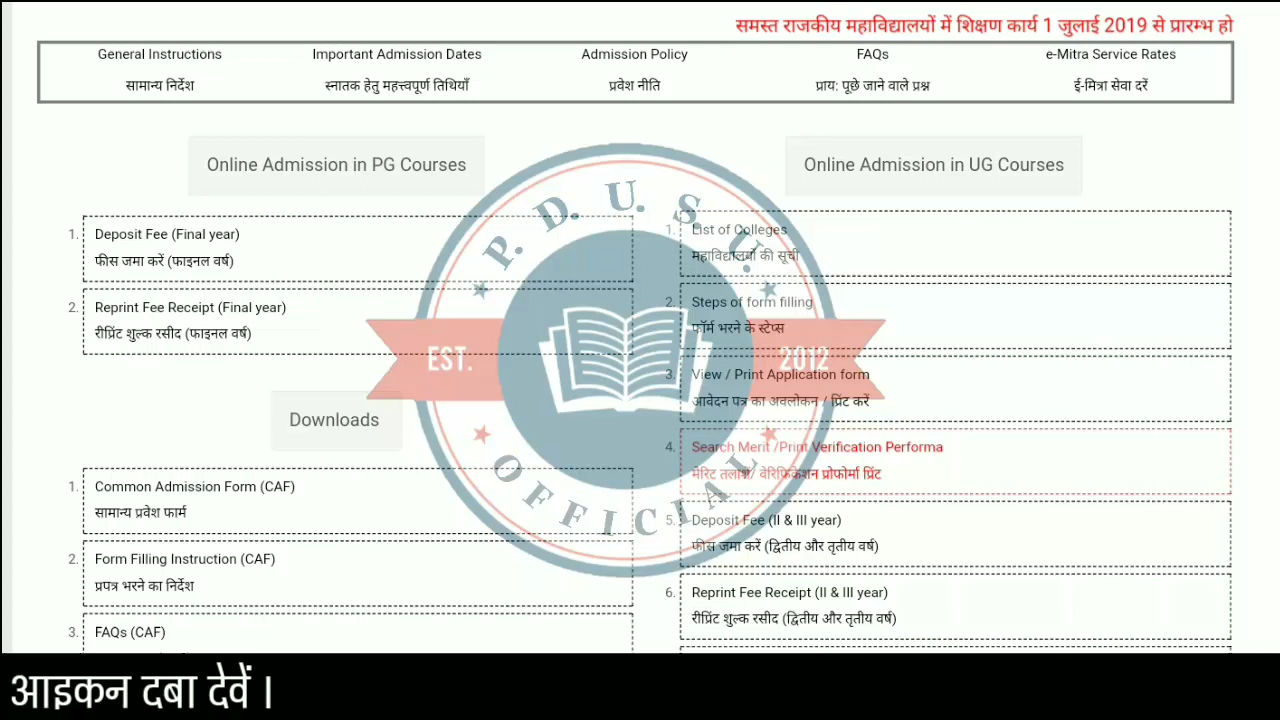 समस्त राजकीय महाविद्यालयों में शिक्षण कार्य 1 जुलाई 2019 से प्रारम्भ हो
General Instructions Important Admission Dates Admission Policy FAQs e-Mitra Service Rates
सामान्य निर्देश स्नातक हेतु महत्त्वपूर्ण तिथियाँ प्रवेश नीति प्राय: पूछे जाने वाले प्रश्न ई-मित्रा सेवा दरें
Online Admission in PG Courses
1. Deposit Fee (Final year)
फीस जमा करें (फाइनल वर्ष)
2. Reprint Fee Receipt (Final year)
रीप्रिंट शुल्क रसीद (फाइनल वर्ष)
Downloads
1. Common Admission Form (CAF)
सामान्य प्रवेश फार्म
2. Form Filling Instruction (CAF)
प्रपत्र भरने का निर्देश
3. FAQs (CAF)
Online Admission in UG Courses
1. List of Colleges
महाविद्यालयों की सूची
2. Steps of form filling
फॉर्म भरने के स्टेप्स
3. View / Print Application form
आवेदन पत्र का अवलोकन / प्रिंट करें
4. Search Merit /Print Verification Performa
मेरिट तलाश/ वेरिफिकेशन प्रोफोर्मा प्रिंट
5. Deposit Fee (II & III year)
फीस जमा करें (द्वितीय और तृतीय वर्ष)
6. Reprint Fee Receipt (II & III year)
रीप्रिंट शुल्क रसीद (द्वितीय और तृतीय वर्ष)
P. D. U. S. U.
EST. 2012
OFFICIAL
आइकन दबा देवें ।